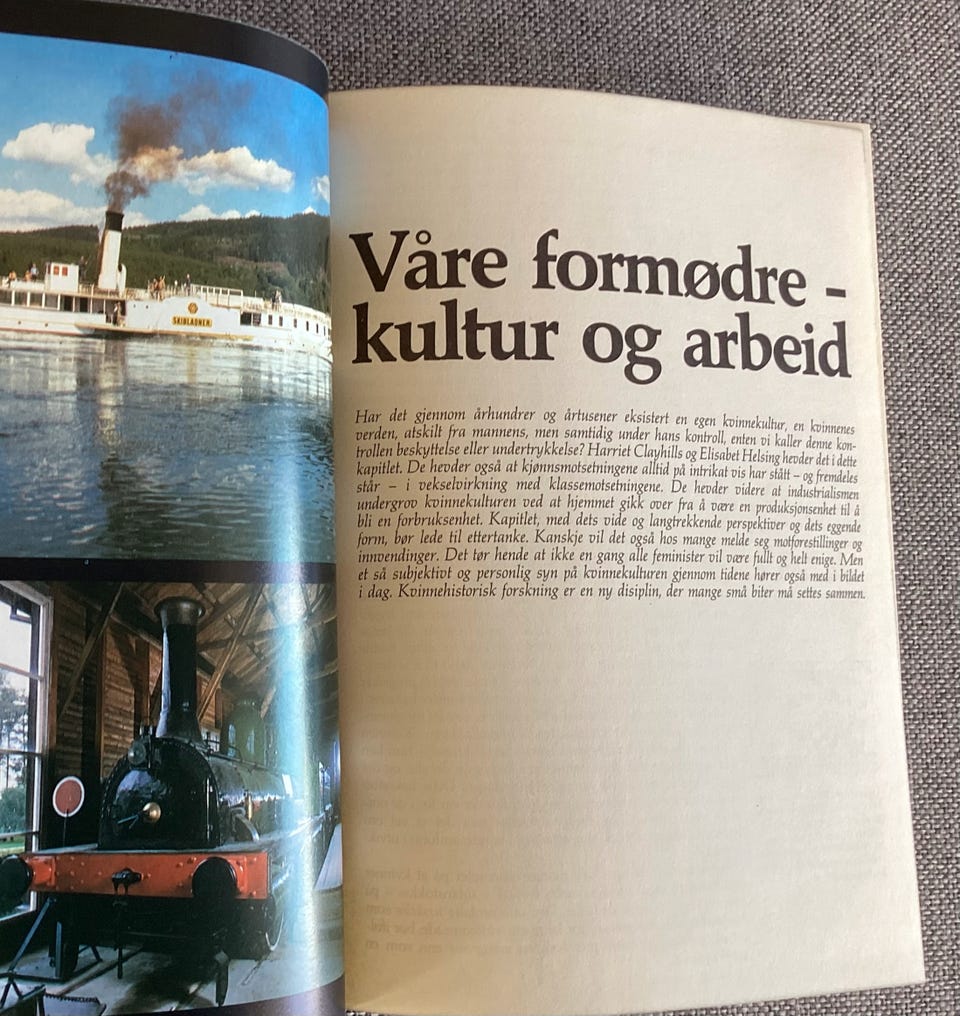 SKIBLADNER
Våre formødre –
kultur og arbeid
Har det gjennom århundrer og årtusener eksistert en egen kvinnekultur, en kvinnenes
verden, atskilt fra mannens, men samtidig under hans kontroll, enten vi kaller denne kon-
trollen beskyttelse eller undertrykkelse? Harriet Clayhills og Elisabet Helsing hevder det i dette
kapitlet. De hevder også at kjønnsmotsetningene alltid på intrikat vis har stått – og fremdeles
står – i vekselvirkning med klassemotsetningene. De hevder videre at industrialismen
undergrov kvinnekulturen ved at hjemmet gikk over fra å være en produksjonsenhet til å
bli en forbruksenhet. Kapitlet, med dets vide og langtrekkende perspektiver og dets eggende
form, bør lede til ettertanke. Kanskje vil det også hos mange melde seg motforestillinger og
innvendinger. Det tør hende at ikke en gang alle feminister vil være fullt og helt enige. Men
et så subjektivt og personlig syn på kvinnekulturen gjennom tidene hører også med i bildet
i dag. Kvinnehistorisk forskning er en ny disiplin, der mange små biter må settes sammen.